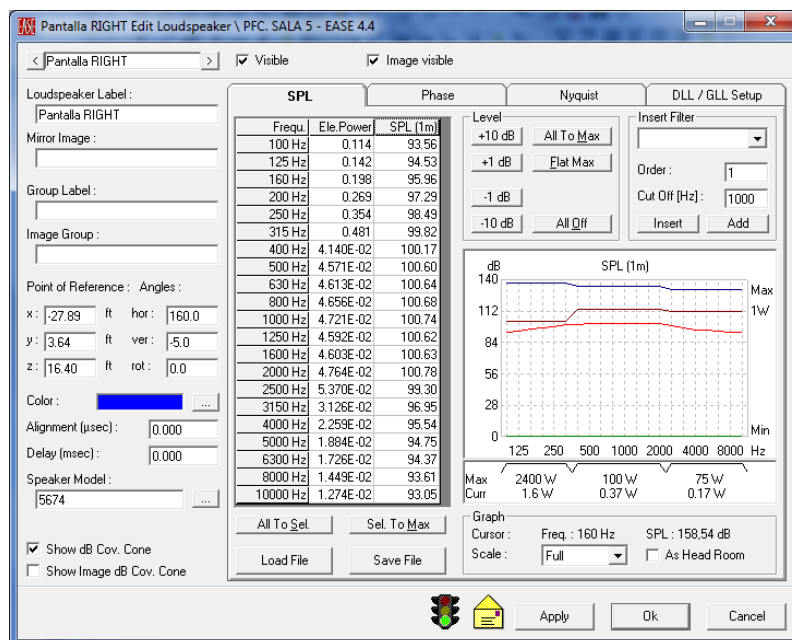 EASE Pantalla RIGHT Edit Loudspeaker \ PFC. SALA 5 - EASE 4.4
< Pantalla RIGHT >
Visible
Image visible
Loudspeaker Label :
Pantalla RIGHT
Mirror Image :
Group Label :
Image Group :
Point of Reference : Angles :
x : -27.89 ft hor : 160.0
y : 3.64 ft ver : -5.0
z : 16.40 ft rot : 0.0
Color : ...
Alignment (µsec) : 0.000
Delay (msec) : 0.000
Speaker Model :
5674 ...
Show dB Cov. Cone
Show Image dB Cov. Cone
SPL Phase Nyquist DLL / GLL Setup
Frequ. Ele.Power SPL (1m)
100 Hz 0.114 93.56
125 Hz 0.142 94.53
160 Hz 0.198 95.96
200 Hz 0.269 97.29
250 Hz 0.354 98.49
315 Hz 0.481 99.82
400 Hz 4.140E-02 100.17
500 Hz 4.571E-02 100.60
630 Hz 4.613E-02 100.64
800 Hz 4.656E-02 100.68
1000 Hz 4.721E-02 100.74
1250 Hz 4.592E-02 100.62
1600 Hz 4.603E-02 100.63
2000 Hz 4.764E-02 100.78
2500 Hz 5.370E-02 99.30
3150 Hz 3.126E-02 96.95
4000 Hz 2.259E-02 95.54
5000 Hz 1.884E-02 94.75
6300 Hz 1.726E-02 94.37
8000 Hz 1.449E-02 93.61
10000 Hz 1.274E-02 93.05
All To Sel. Sel. To Max
Load File Save File
Level
+10 dB All To Max
+1 dB Flat Max
-1 dB
-10 dB All Off
Insert Filter
Order : 1
Cut Off [Hz] : 1000
Insert Add
dB SPL (1m)
140
Max
112
1W
84
56
28
0
Min
125 250 500 1000 2000 4000 8000 Hz
Max 2400 W 100 W 75 W
Curr 1.6 W 0.37 W 0.17 W
Graph
Cursor : Freq. : 160 Hz SPL : 158,54 dB
Scale : Full As Head Room
Apply Ok Cancel